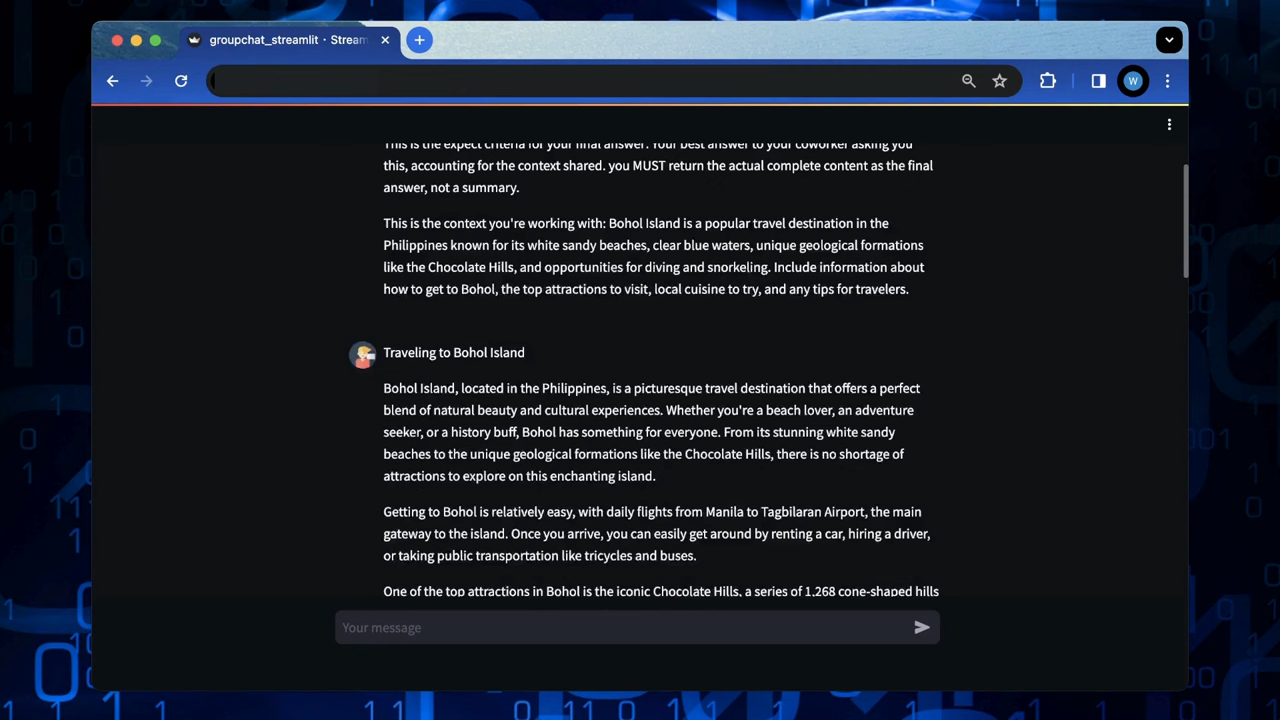 groupchat_streamlit · Stream
W
This is the expect criteria for your final answer: Your best answer to your coworker asking you
this, accounting for the context shared. you MUST return the actual complete content as the final
answer, not a summary.
This is the context you're working with: Bohol Island is a popular travel destination in the
Philippines known for its white sandy beaches, clear blue waters, unique geological formations
like the Chocolate Hills, and opportunities for diving and snorkeling. Include information about
how to get to Bohol, the top attractions to visit, local cuisine to try, and any tips for travelers.
Traveling to Bohol Island
Bohol Island, located in the Philippines, is a picturesque travel destination that offers a perfect
blend of natural beauty and cultural experiences. Whether you're a beach lover, an adventure
seeker, or a history buff, Bohol has something for everyone. From its stunning white sandy
beaches to the unique geological formations like the Chocolate Hills, there is no shortage of
attractions to explore on this enchanting island.
Getting to Bohol is relatively easy, with daily flights from Manila to Tagbilaran Airport, the main
gateway to the island. Once you arrive, you can easily get around by renting a car, hiring a driver,
or taking public transportation like tricycles and buses.
One of the top attractions in Bohol is the iconic Chocolate Hills, a series of 1,268 cone-shaped hills
Your message